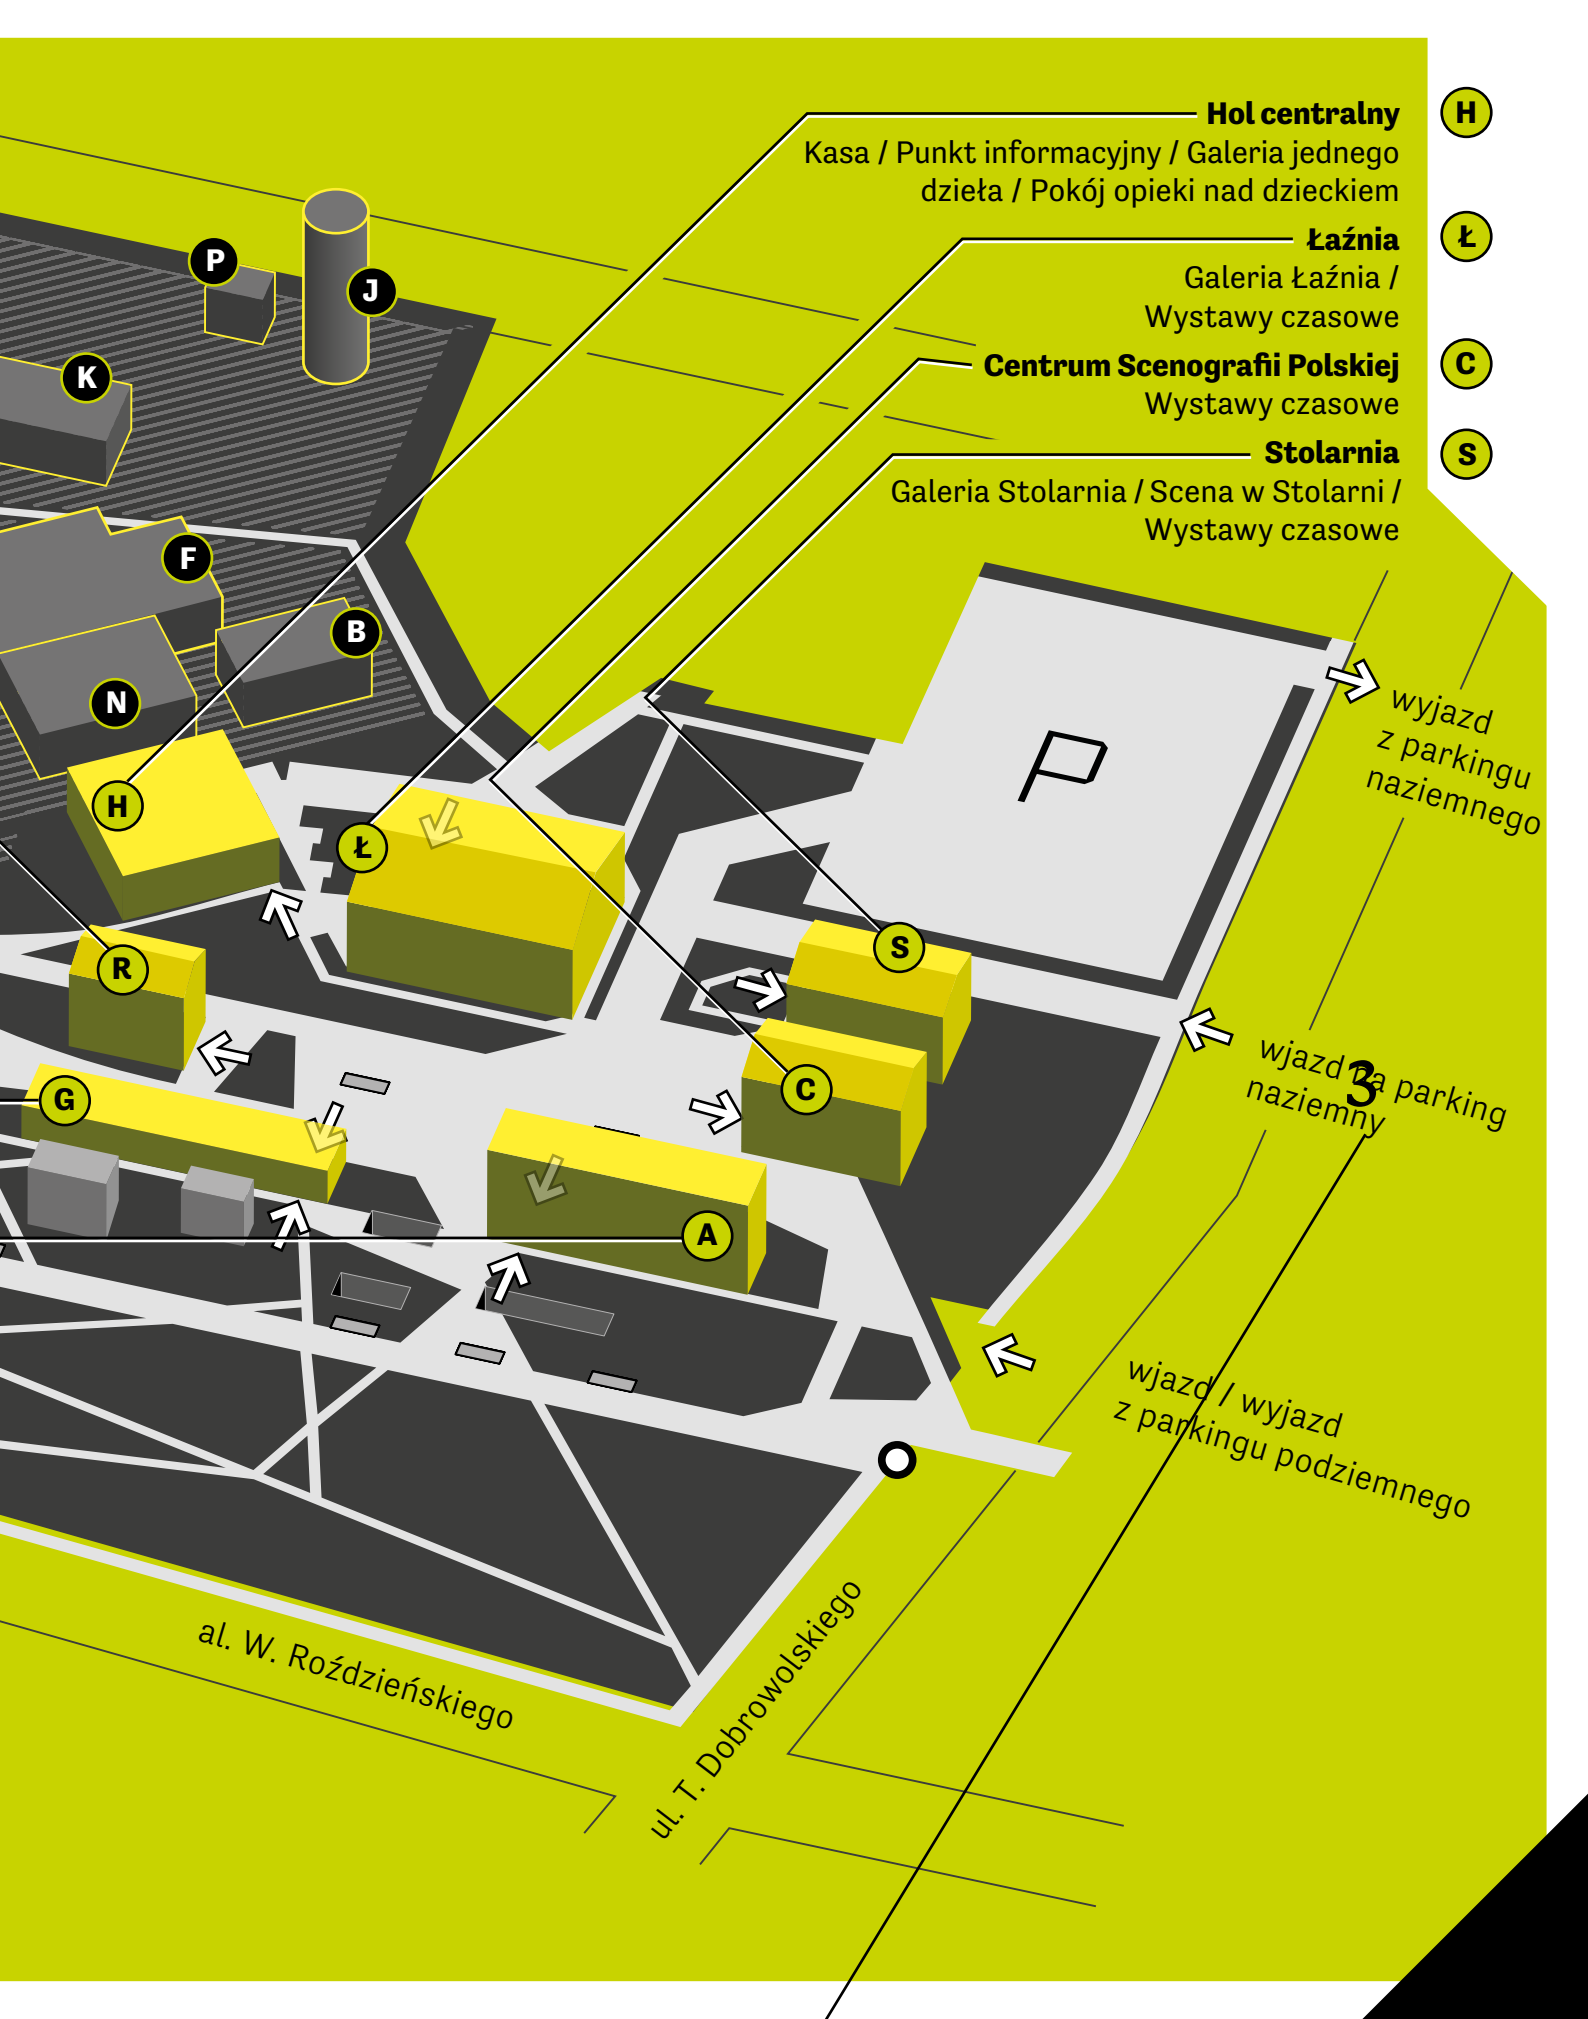 Hol centralny H
Kasa / Punkt informacyjny / Galeria jednego
dzieła / Pokój opieki nad dzieckiem
Łaźnia Ł
Galeria Łaźnia /
Wystawy czasowe
Centrum Scenografii Polskiej C
Wystawy czasowe
Stolarnia S
Galeria Stolarnia / Scena w Stolarni /
Wystawy czasowe
P
J
K
F
B
N
H
Ł
R
S
C
G
A
P
wyjazd
z parkingu
naziemnego
wjazd na parking
naziemny
3
wjazd / wyjazd
z parkingu podziemnego
al. W. Roździeńskiego
ul. T. Dobrowolskiego